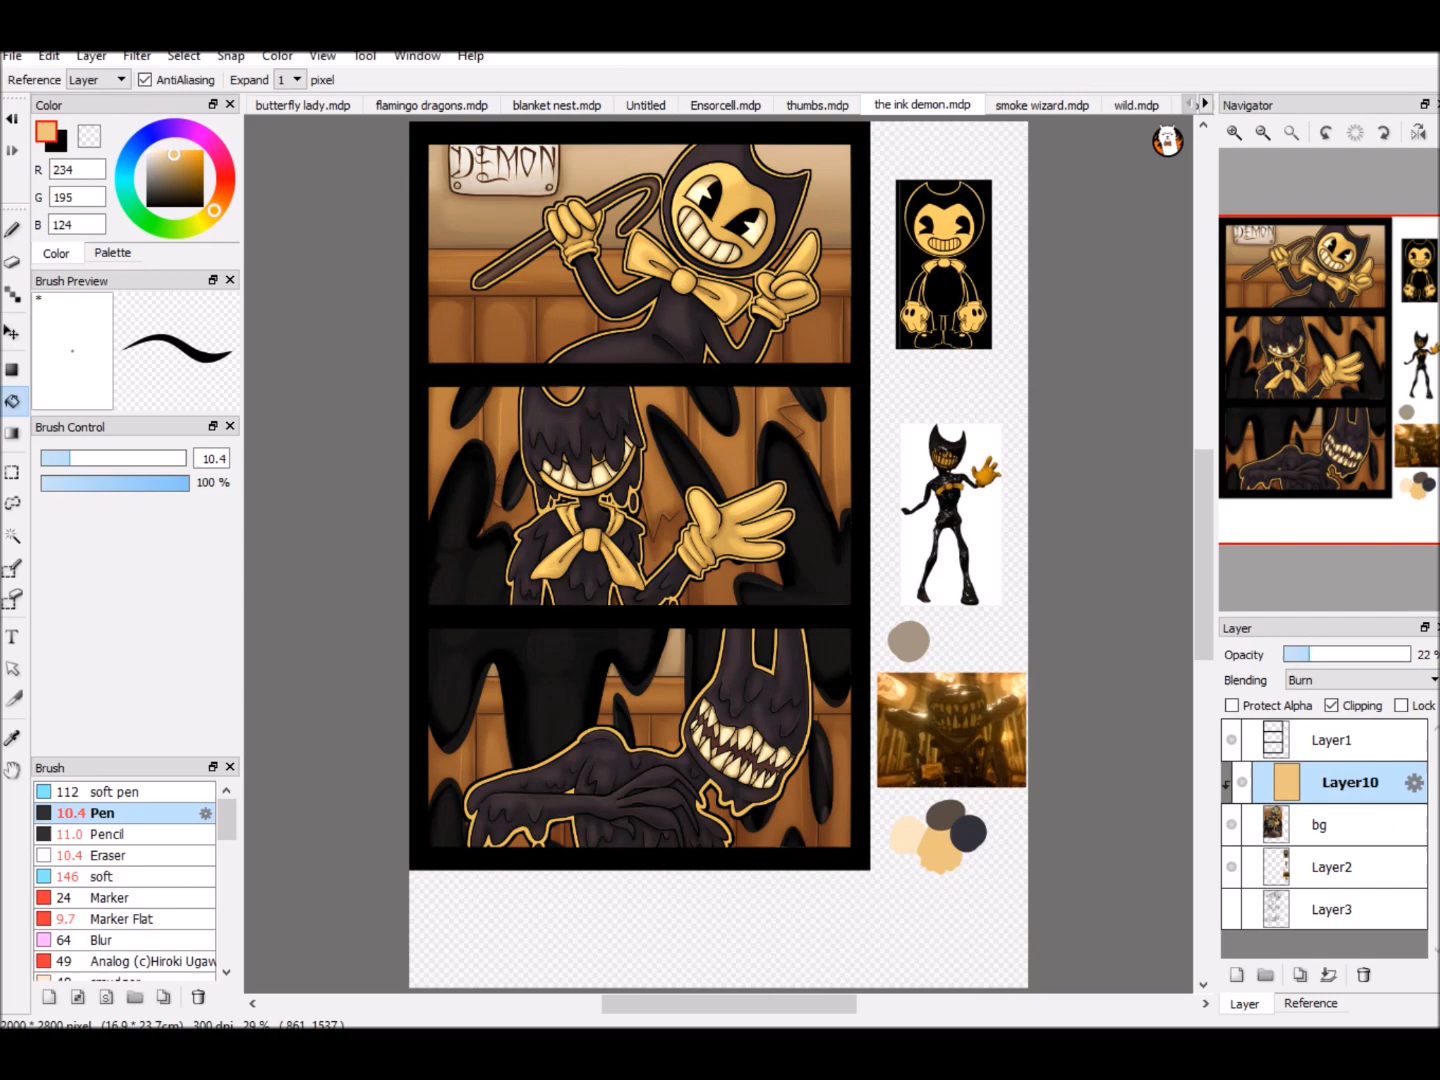 File Edit Layer Filter Select Snap Color View Tool Window Help
Reference Layer AntiAliasing Expand 1 pixel
Color
butterfly lady.mdp flamingo dragons.mdp blanket nest.mdp Untitled Ensorcell.mdp thumbs.mdp the ink demon.mdp smoke wizard.mdp wild.mdp
Navigator
R 234
G 195
B 124
Color Palette
Brush Preview
*
Brush Control
10.4
100 %
DEMON
DEMON
Brush
112 soft pen
10.4 Pen
11.0 Pencil
10.4 Eraser
146 soft
24 Marker
9.7 Marker Flat
64 Blur
49 Analog (c)Hiroki Ugaw
Layer
Opacity 22 %
Blending Burn
Protect Alpha Clipping Lock
Layer1
Layer10
bg
Layer2
Layer3
Layer Reference
2000 * 2800 pixel (16.9 * 23.7cm) 300 dpi 29 % ( 861, 1537 )